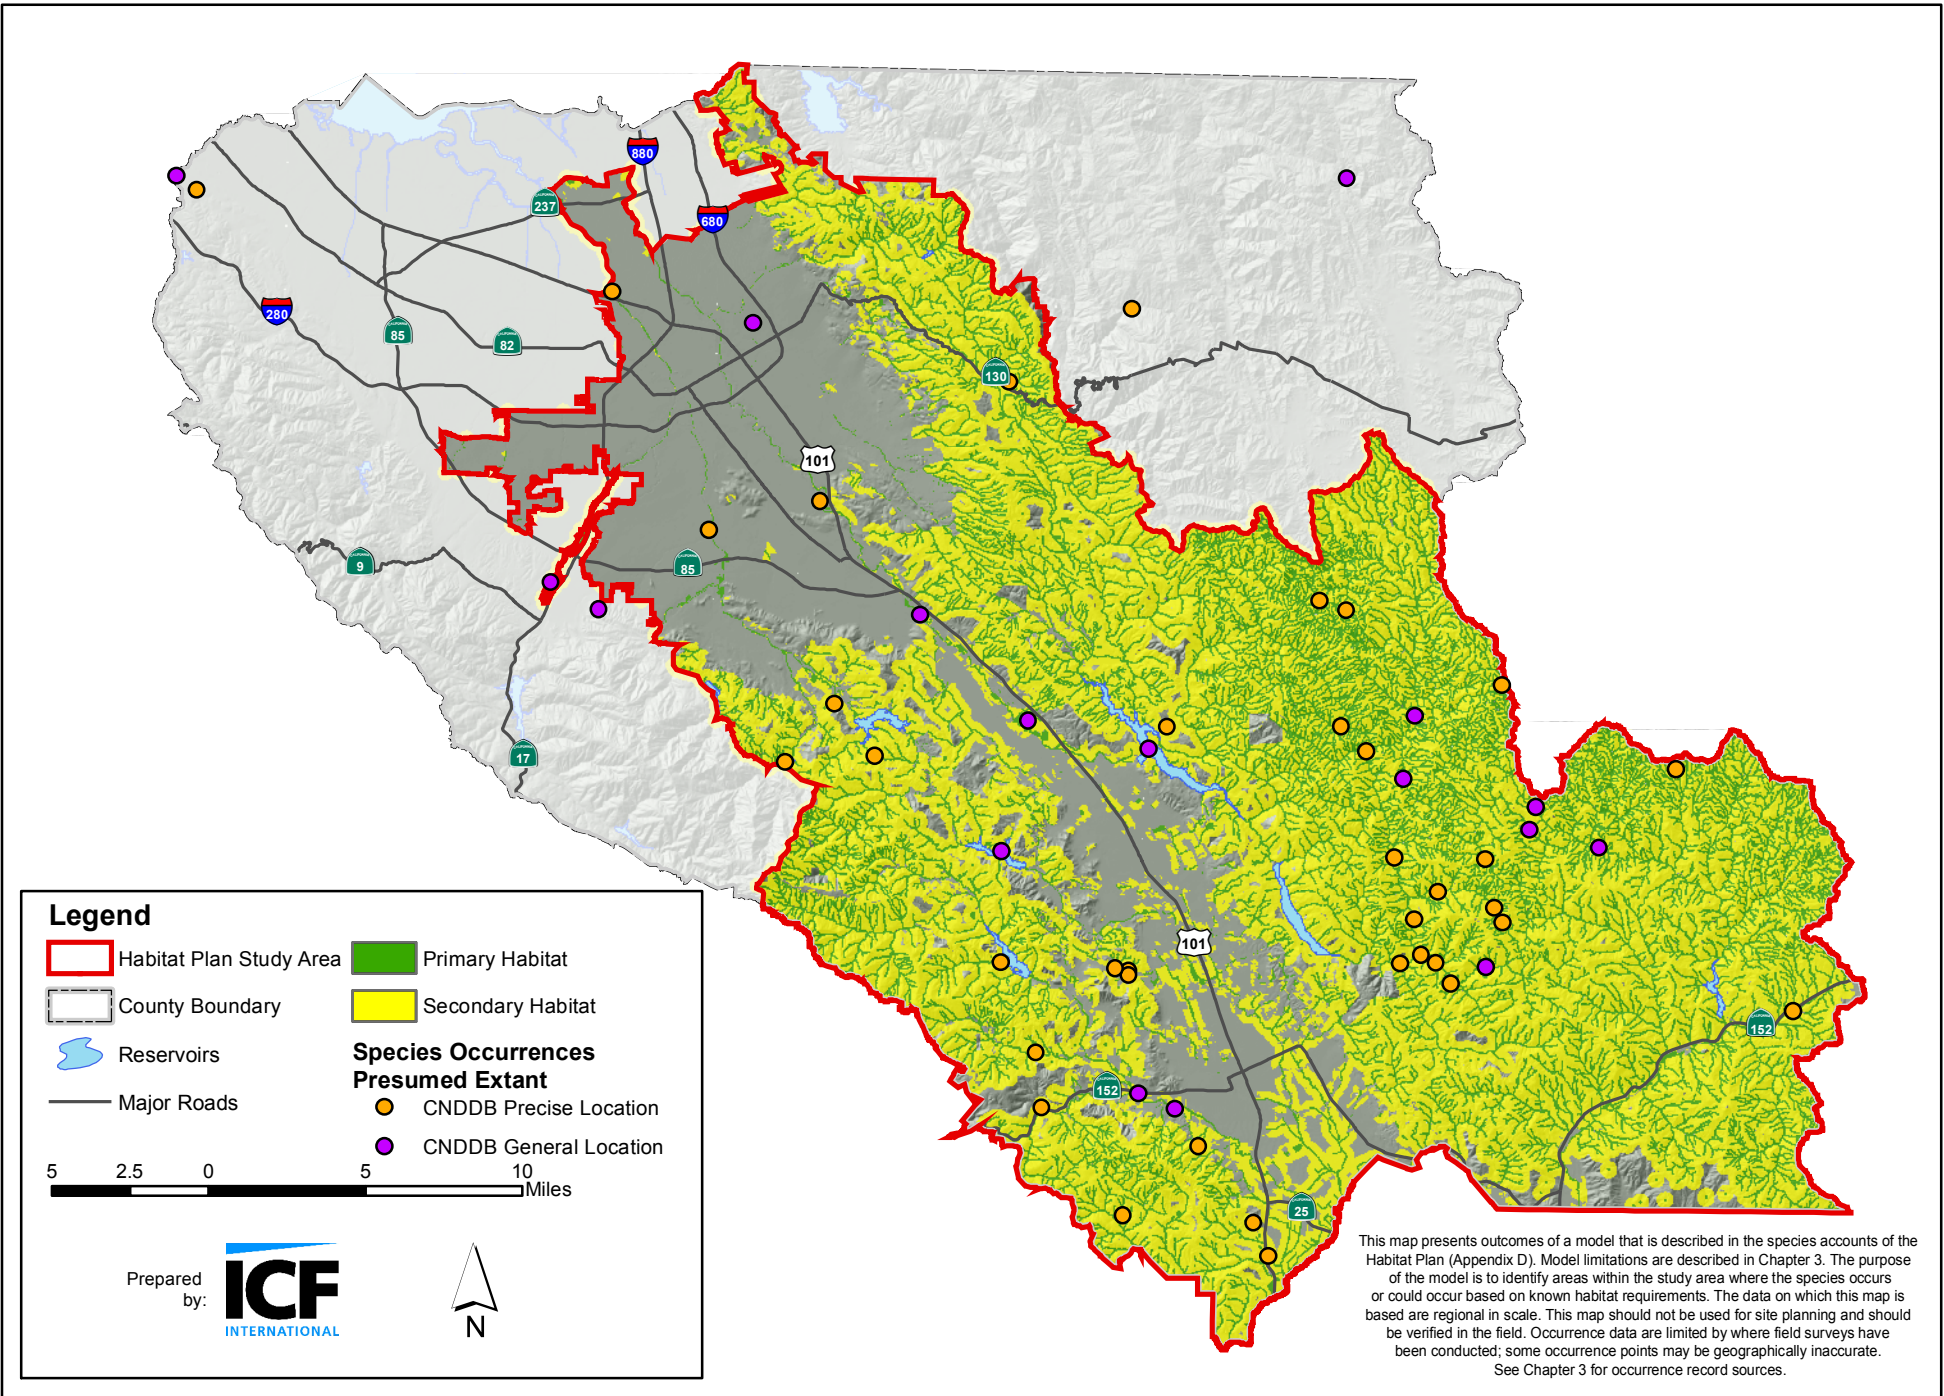 880
237
680
280
85
82
130
101
9
85
17
101
152
152
25
Legend
Habitat Plan Study Area
Primary Habitat
County Boundary
Secondary Habitat
Reservoirs
Species Occurrences
Presumed Extant
Major Roads
CNDDB Precise Location
CNDDB General Location
5 2.5 0 5 10
Miles
Prepared
by:
ICF
INTERNATIONAL
N
This map presents outcomes of a model that is described in the species accounts of the
Habitat Plan (Appendix D). Model limitations are described in Chapter 3. The purpose
of the model is to identify areas within the study area where the species occurs
or could occur based on known habitat requirements. The data on which this map is
based are regional in scale. This map should not be used for site planning and should
be verified in the field. Occurrence data are limited by where field surveys have
been conducted; some occurrence points may be geographically inaccurate.
See Chapter 3 for occurrence record sources.